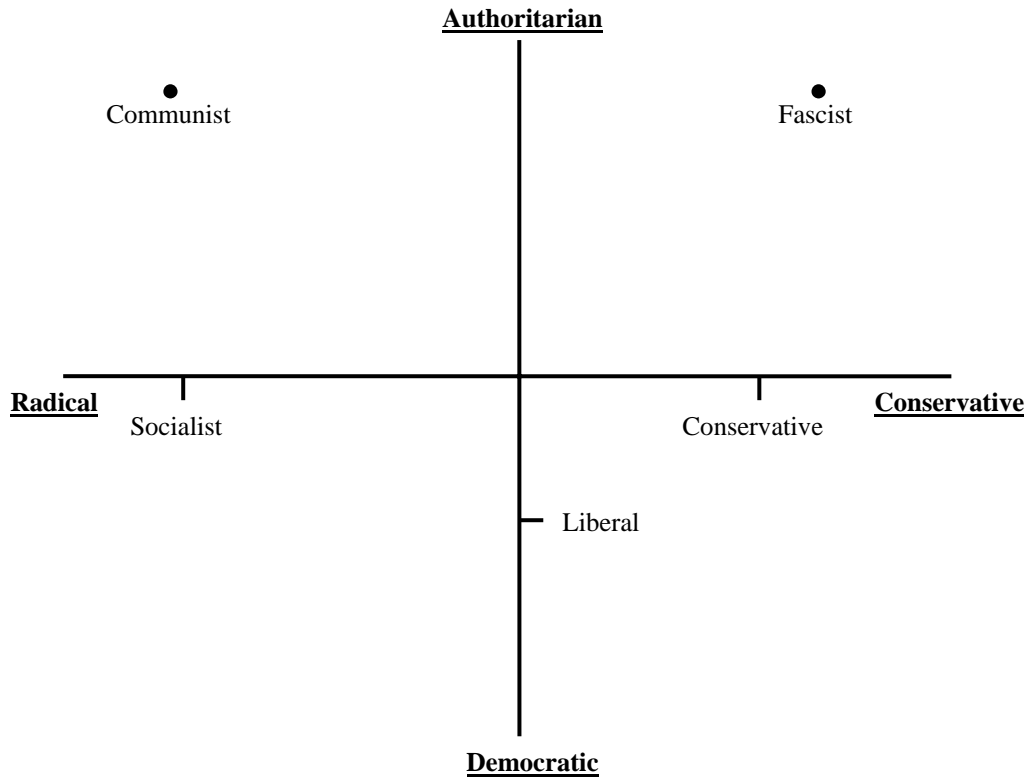 Authoritarian
Communist
Fascist
Radical
Conservative
Socialist
Conservative
Liberal
Democratic